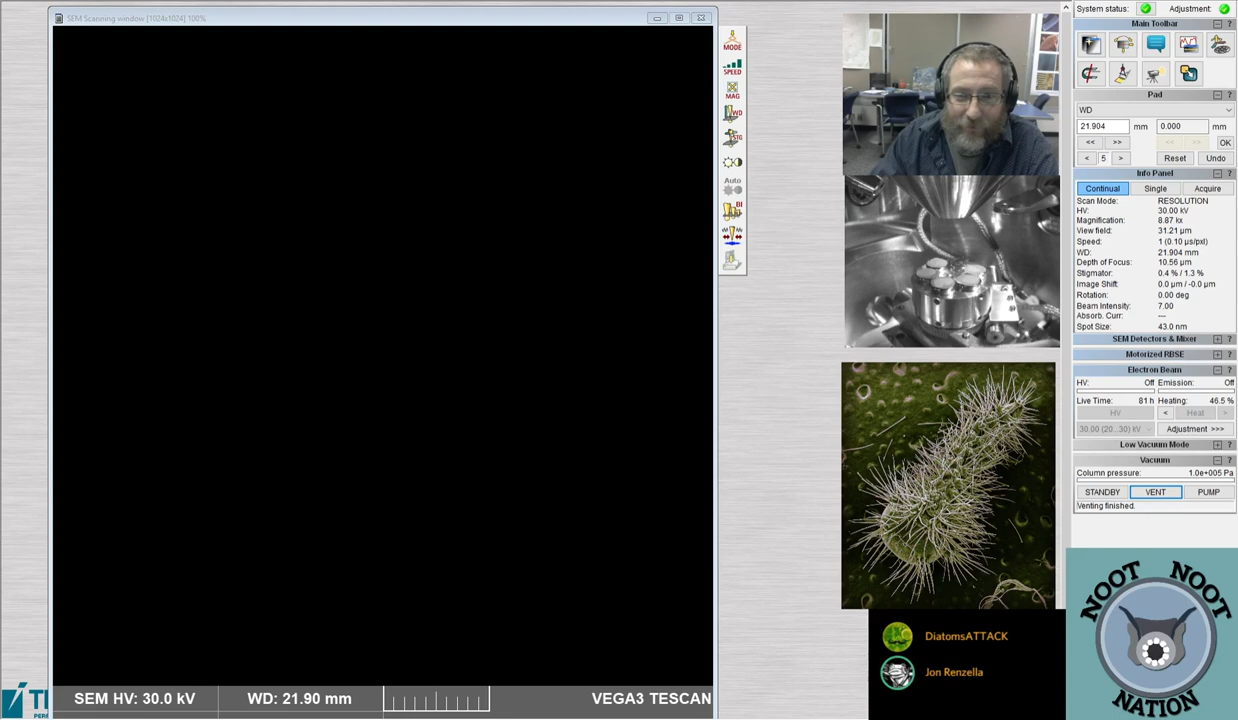 SEM Scanning window [1024x1024] 100%
MODE
SPEED
MAG
WD
STG
Auto
BI
SEM HV: 30.0 kV
WD: 21.90 mm
VEGA3 TESCAN
DiatomsATTACK
Jon Renzella
System status:
Adjustment:
Main Toolbar
Pad
WD
21.904 mm 0.000 mm
<< >> << >> OK
< 5 > Reset Undo
Info Panel
Continual Single Acquire
Scan Mode: RESOLUTION
HV: 30.00 kV
Magnification: 8.87 kx
View field: 31.21 µm
Speed: 1 (0.10 µs/pxl)
WD: 21.904 mm
Depth of Focus: 10.56 µm
Stigmator: 0.4 % / 1.3 %
Image Shift: 0.0 µm / -0.0 µm
Rotation: 0.00 deg
Beam Intensity: 7.00
Absorb. Curr: ---
Spot Size: 43.0 nm
SEM Detectors & Mixer
Motorized RBSE
Electron Beam
HV: Off Emission: Off
Live Time: 81 h Heating: 46.5 %
HV < Heat >
30.00 (20...30) kV Adjustment >>>
Low Vacuum Mode
Vacuum
Column pressure: 1.0e+005 Pa
STANDBY VENT PUMP
Venting finished.
NOOT NOOT
NATION